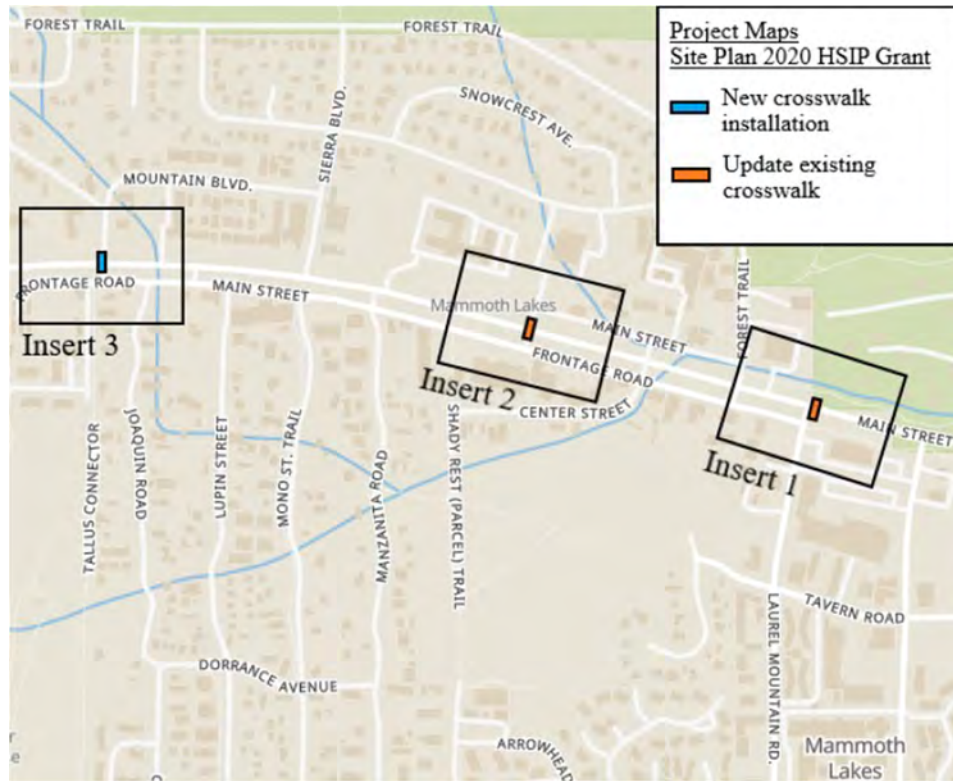 FOREST TRAIL
FOREST TRAIL
Project Maps
Site Plan 2020 HSIP Grant
New crosswalk
installation
Update existing
crosswalk
SNOWCREST AVE.
SIERRA BLVD.
MOUNTAIN BLVD.
FRONTAGE ROAD
MAIN STREET
Insert 3
Mammoth Lakes
MAIN STREET
FRONTAGE ROAD
Insert 2
CENTER STREET
FOREST TRAIL
MAIN STREET
Insert 1
TALLUS CONNECTOR
JOAQUIN ROAD
LUPIN STREET
MONO ST. TRAIL
MANZANITA ROAD
SHADY REST (PARCEL) TRAIL
TAVERN ROAD
LAUREL MOUNTAIN RD.
DORRANCE AVENUE
ARROWHEAD
Mammoth
Lakes